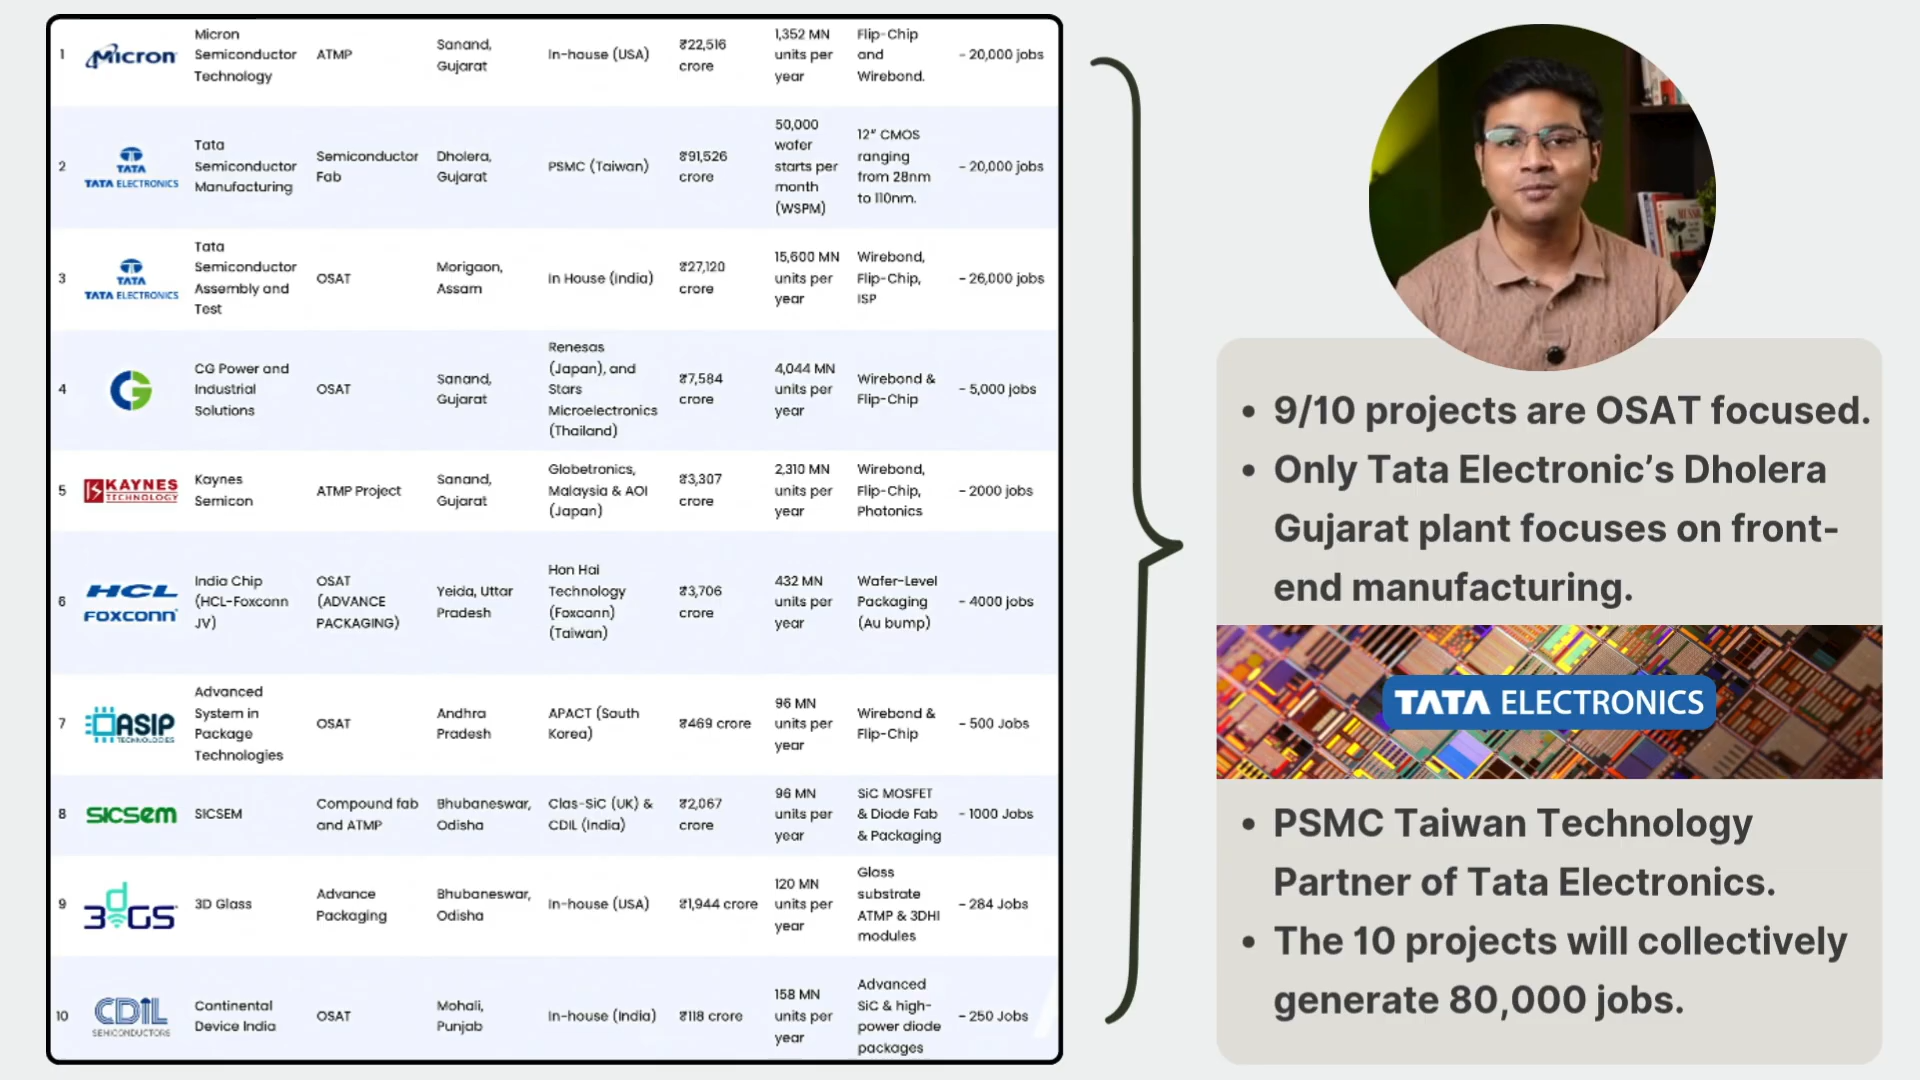 1
Micron
Micron
Semiconductor
Technology
ATMP
Sanand,
Gujarat
In-house (USA)
₹22,516
crore
1,352 MN
units per
year
Flip-Chip
and
Wirebond.
- 20,000 jobs
2
TATA
TATA ELECTRONICS
Tata
Semiconductor
Manufacturing
Semiconductor
Fab
Dholera,
Gujarat
PSMC (Taiwan)
₹91,526
crore
50,000
wafer
starts per
month
(WSPM)
12” CMOS
ranging
from 28nm
to 110nm.
- 20,000 jobs
3
TATA
TATA ELECTRONICS
Tata
Semiconductor
Assembly and
Test
OSAT
Morigaon,
Assam
In House (India)
₹27,120
crore
15,600 MN
units per
year
Wirebond,
Flip-Chip,
ISP
- 26,000 jobs
4
CG Power and
Industrial
Solutions
OSAT
Sanand,
Gujarat
Renesas
(Japan), and
Stars
Microelectronics
(Thailand)
₹7,584
crore
4,044 MN
units per
year
Wirebond &
Flip-Chip
- 5,000 jobs
5
KAYNES
TECHNOLOGY
Kaynes
Semicon
ATMP Project
Sanand,
Gujarat
Globetronics,
Malaysia & AOI
(Japan)
₹3,307
crore
2,310 MN
units per
year
Wirebond,
Flip-Chip,
Photonics
- 2000 jobs
6
HCL
FOXCONN
India Chip
(HCL-Foxconn
JV)
OSAT
(ADVANCE
PACKAGING)
Yeida, Uttar
Pradesh
Hon Hai
Technology
(Foxconn)
(Taiwan)
₹3,706
crore
432 MN
units per
year
Wafer-Level
Packaging
(Au bump)
- 4000 jobs
7
ASIP
TECHNOLOGIES
Advanced
System in
Package
Technologies
OSAT
Andhra
Pradesh
APACT (South
Korea)
₹469 crore
96 MN
units per
year
Wirebond &
Flip-Chip
- 500 Jobs
8
SiCSem
SICSEM
Compound fab
and ATMP
Bhubaneswar,
Odisha
Clas-SiC (UK) &
CDIL (India)
₹2,067
crore
96 MN
units per
year
SiC MOSFET
& Diode Fab
& Packaging
- 1000 Jobs
9
3dGS
3D Glass
Advance
Packaging
Bhubaneswar,
Odisha
In-house (USA)
₹1,944 crore
120 MN
units per
year
Glass
substrate
ATMP & 3DHI
modules
- 284 Jobs
10
CDIL
SEMICONDUCTORS
Continental
Device India
OSAT
Mohali,
Punjab
In-house (India)
₹118 crore
158 MN
units per
year
Advanced
SiC & high-
power diode
packages
- 250 Jobs
• 9/10 projects are OSAT focused.
• Only Tata Electronic’s Dholera
Gujarat plant focuses on front-
end manufacturing.
TATA ELECTRONICS
• PSMC Taiwan Technology
Partner of Tata Electronics.
• The 10 projects will collectively
generate 80,000 jobs.